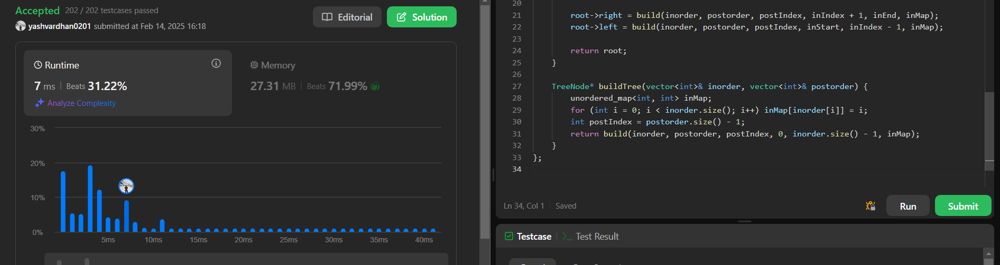 Accepted 202 / 202 testcases passed
yashvardhan0201 submitted at Feb 14, 2025 16:18
Editorial
Solution
Runtime
7 ms | Beats 31.22%
Analyze Complexity
Memory
27.31 MB | Beats 71.99%
30%
20%
10%
0%
5ms 10ms 15ms 20ms 25ms 30ms 35ms 40ms
20
21 root->right = build(inorder, postorder, postIndex, inIndex + 1, inEnd, inMap);
22 root->left = build(inorder, postorder, postIndex, inStart, inIndex - 1, inMap);
23
24 return root;
25 }
26
27 TreeNode* buildTree(vector<int>& inorder, vector<int>& postorder) {
28 unordered_map<int, int> inMap;
29 for (int i = 0; i < inorder.size(); i++) inMap[inorder[i]] = i;
30 int postIndex = postorder.size() - 1;
31 return build(inorder, postorder, postIndex, 0, inorder.size() - 1, inMap);
32 }
33 };
34
Ln 34, Col 1 | Saved
Run
Submit
Testcase | >_ Test Result